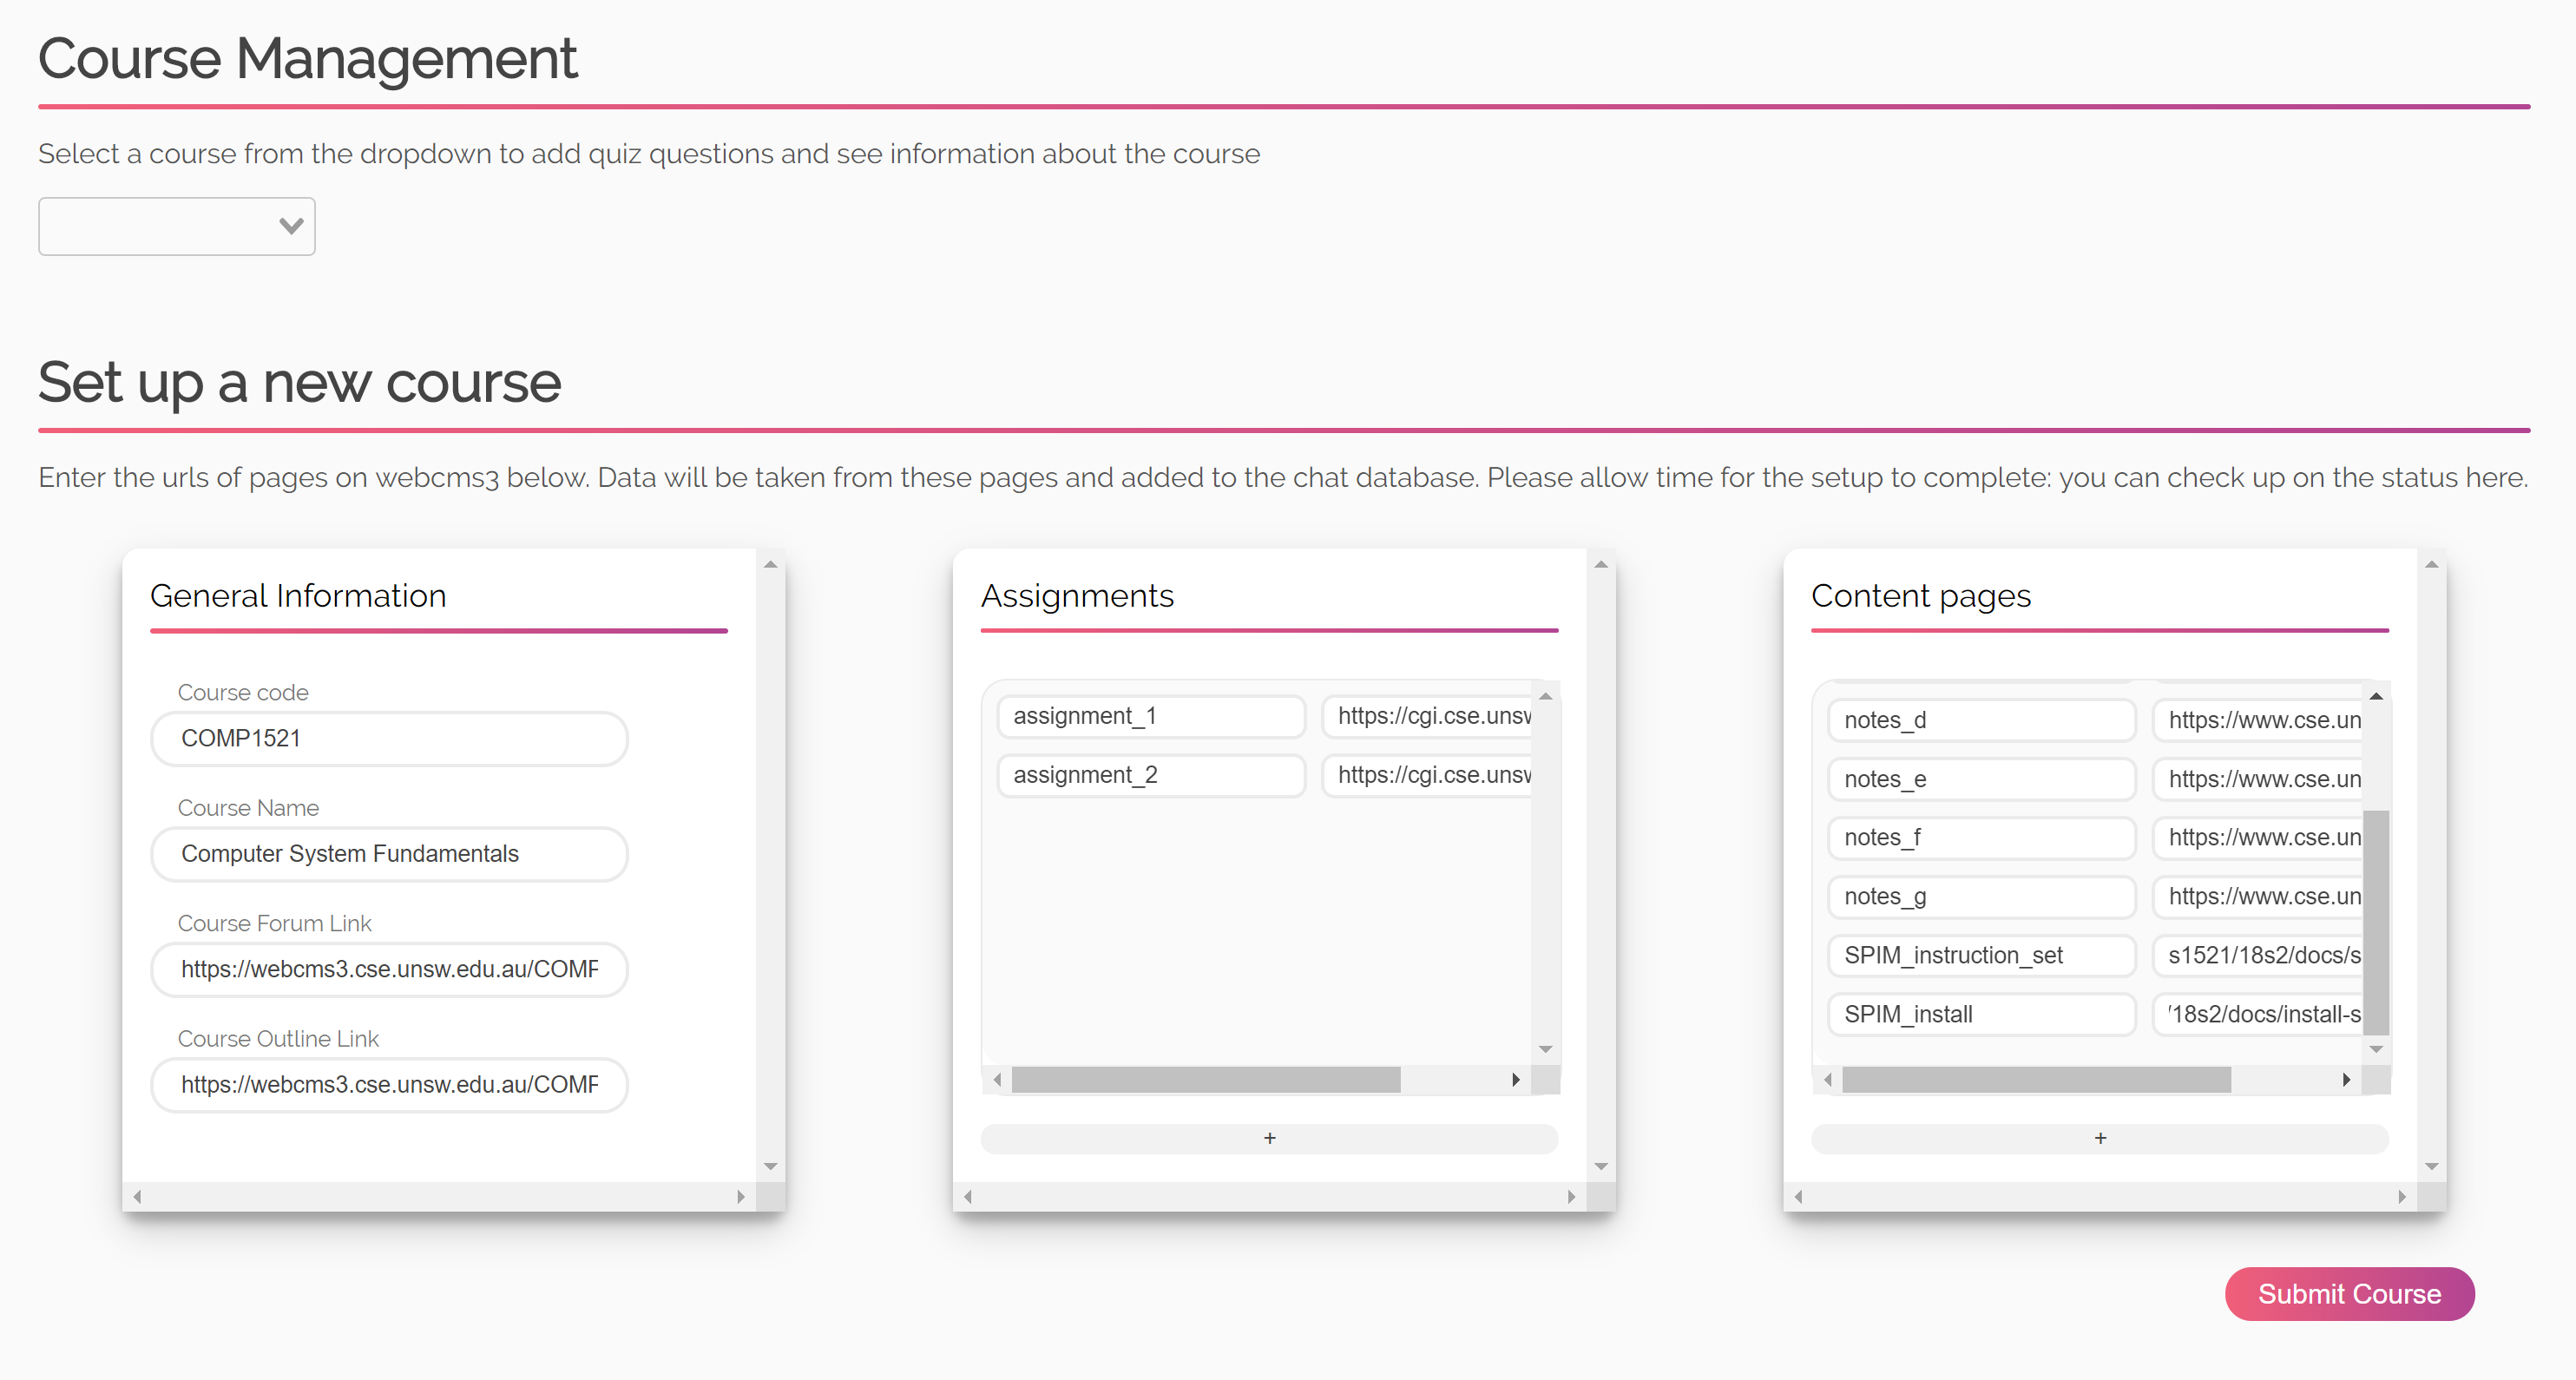 Course Management
Select a course from the dropdown to add quiz questions and see information about the course
Set up a new course
Enter the urls of pages on webcms3 below. Data will be taken from these pages and added to the chat database. Please allow time for the setup to complete: you can check up on the status here.
General Information
Course code
COMP1521
Course Name
Computer System Fundamentals
Course Forum Link
https://webcms3.cse.unsw.edu.au/COMP
Course Outline Link
https://webcms3.cse.unsw.edu.au/COMP
Assignments
assignment_1 https://cgi.cse.unsw
assignment_2 https://cgi.cse.unsw
+
Content pages
notes_d https://www.cse.un
notes_e https://www.cse.un
notes_f https://www.cse.un
notes_g https://www.cse.un
SPIM_instruction_set s1521/18s2/docs/s
SPIM_install /18s2/docs/install-s
+
Submit Course